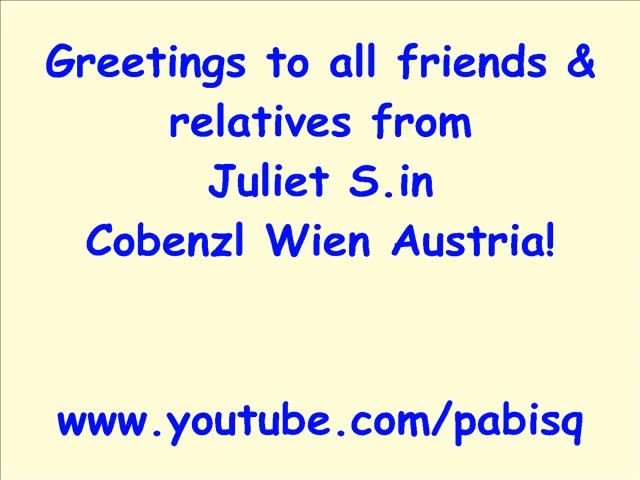 Greetings to all friends &
relatives from
Juliet S.in
Cobenzl Wien Austria!
www.youtube.com/pabisq